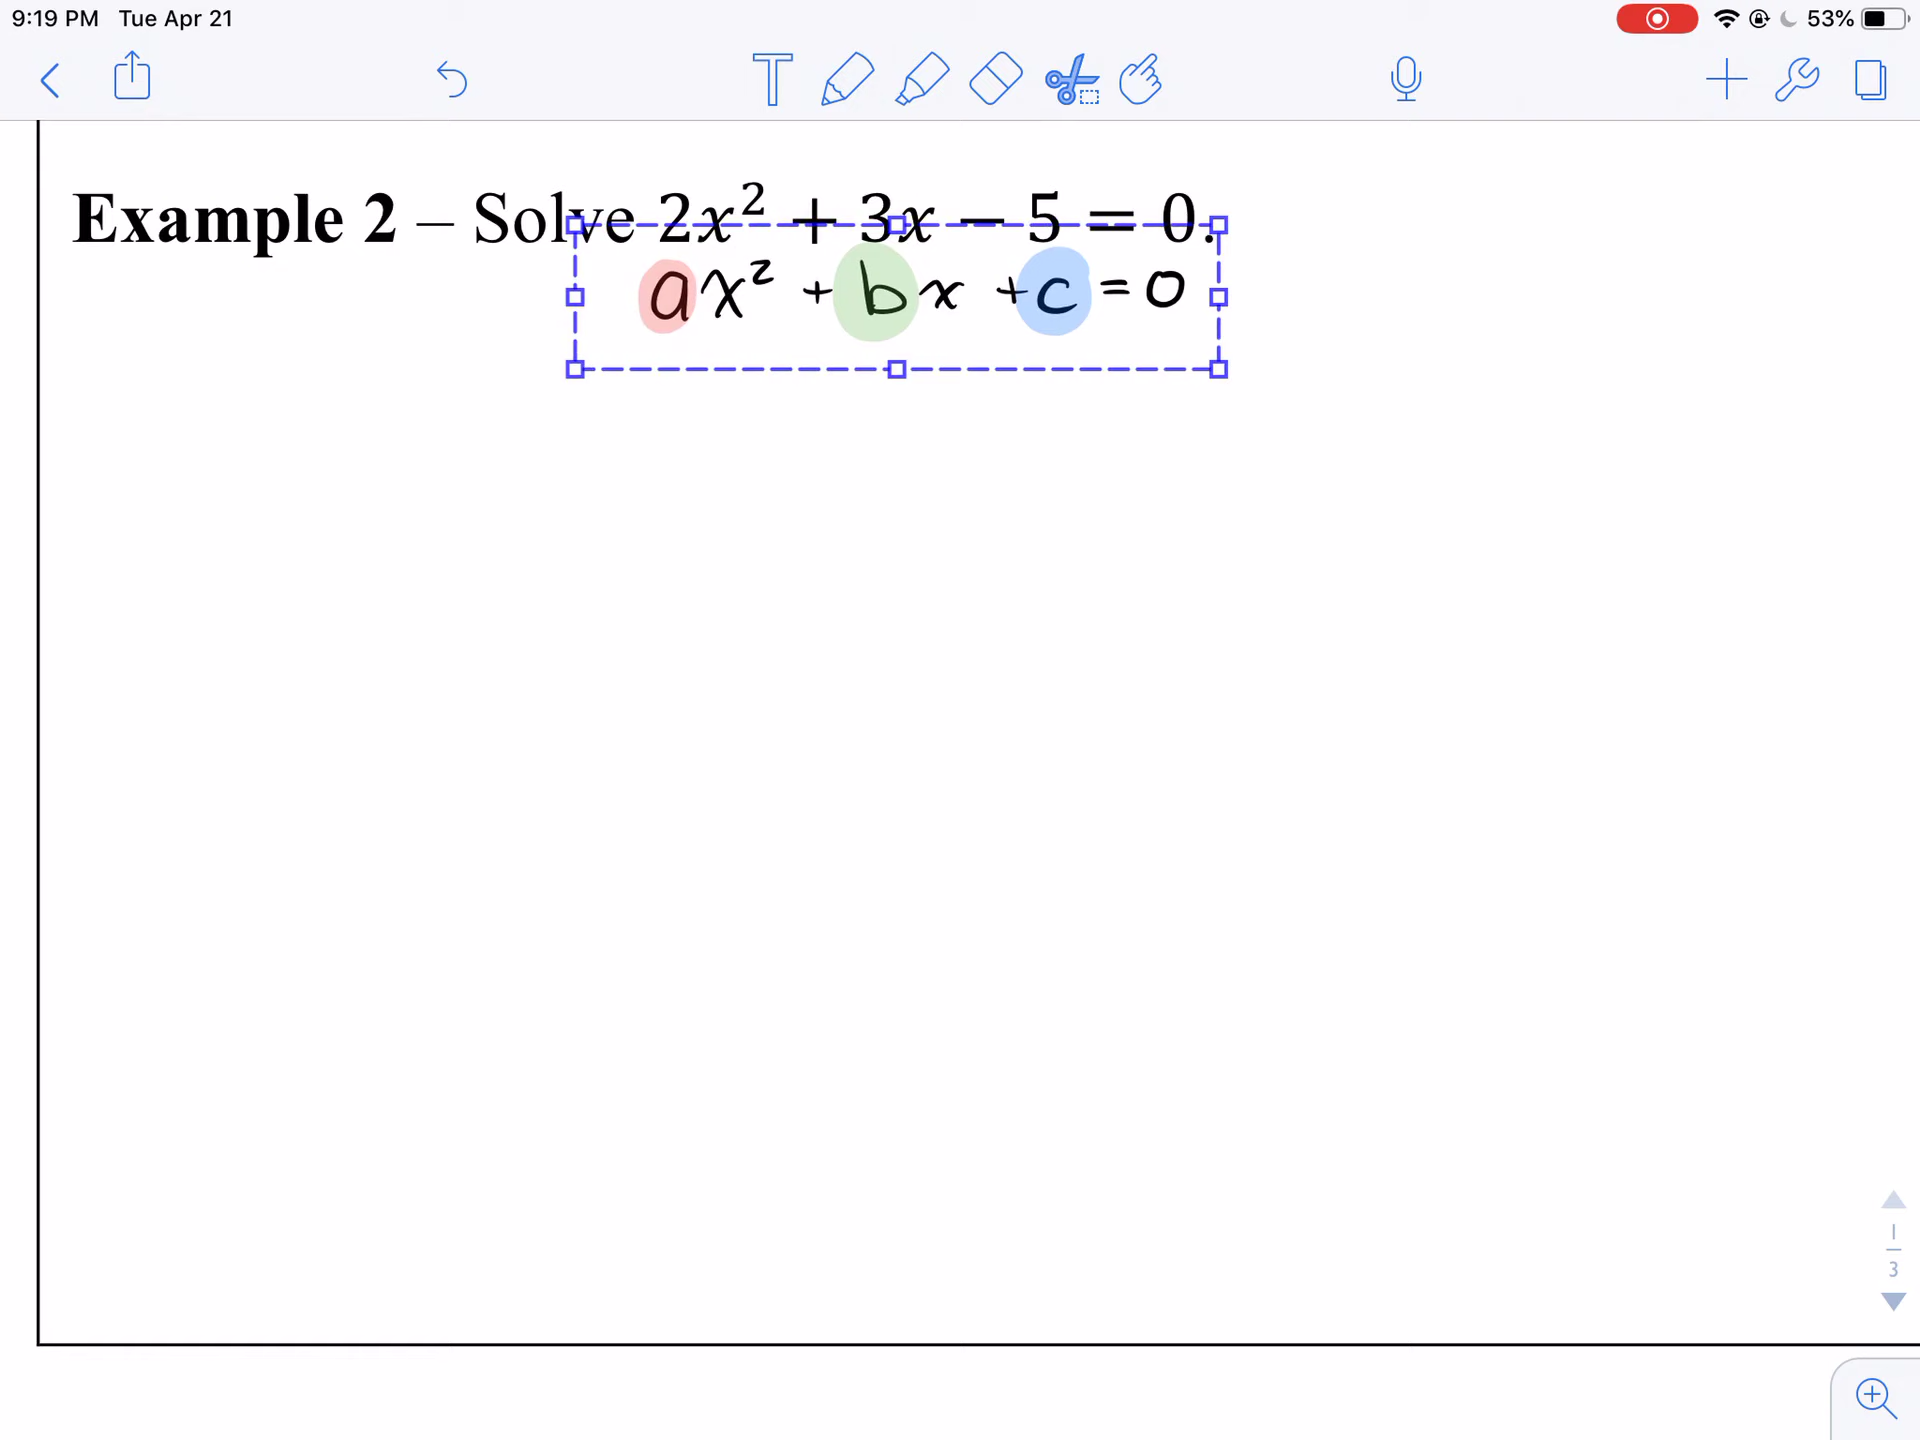 9:19 PM Tue Apr 21 53%
T
Example 2 – Solve 2x² + 3x − 5 = 0.
ax² + bx + c = 0
1
3